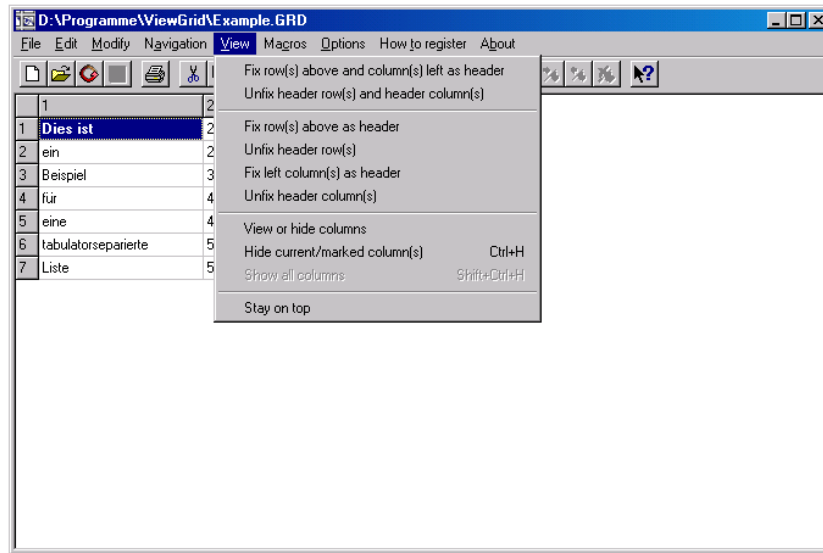 D:\Programme\ViewGrid\Example.GRD
File Edit Modify Navigation View Macros Options How to register About
1 2
1 Dies ist 2
2 ein 2
3 Beispiel 3
4 für 4
5 eine 4
6 tabulatorseparierte 5
7 Liste 5
Fix row(s) above and column(s) left as header
Unfix header row(s) and header column(s)
Fix row(s) above as header
Unfix header row(s)
Fix left column(s) as header
Unfix header column(s)
View or hide columns
Hide current/marked column(s) Ctrl+H
Show all columns Shift+Ctrl+H
Stay on top